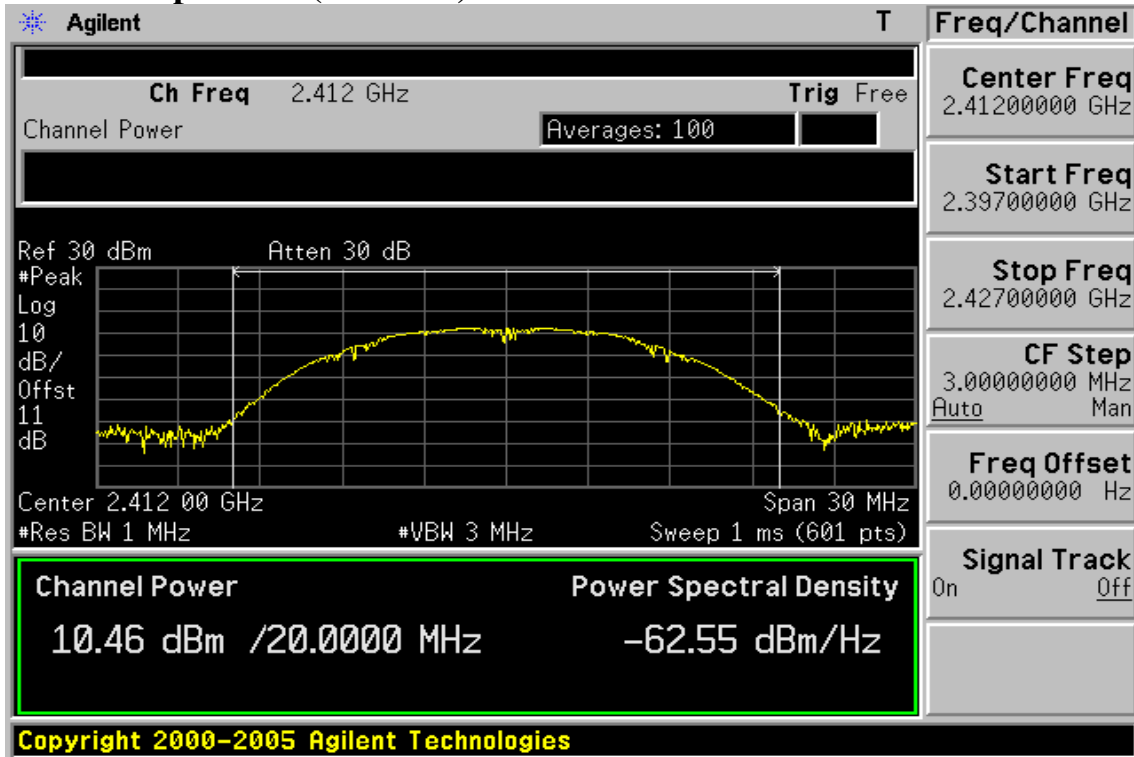 Agilent T
Freq/Channel
Ch Freq 2.412 GHz Trig Free
Channel Power Averages: 100
Ref 30 dBm Atten 30 dB
#Peak
Log
10
dB/
Offst
11
dB
Center 2.412 00 GHz Span 30 MHz
#Res BW 1 MHz #VBW 3 MHz Sweep 1 ms (601 pts)
Channel Power Power Spectral Density
10.46 dBm /20.0000 MHz -62.55 dBm/Hz
Center Freq
2.41200000 GHz
Start Freq
2.39700000 GHz
Stop Freq
2.42700000 GHz
CF Step
3.00000000 MHz
Auto Man
Freq Offset
0.00000000 Hz
Signal Track
On Off
Copyright 2000-2005 Agilent Technologies